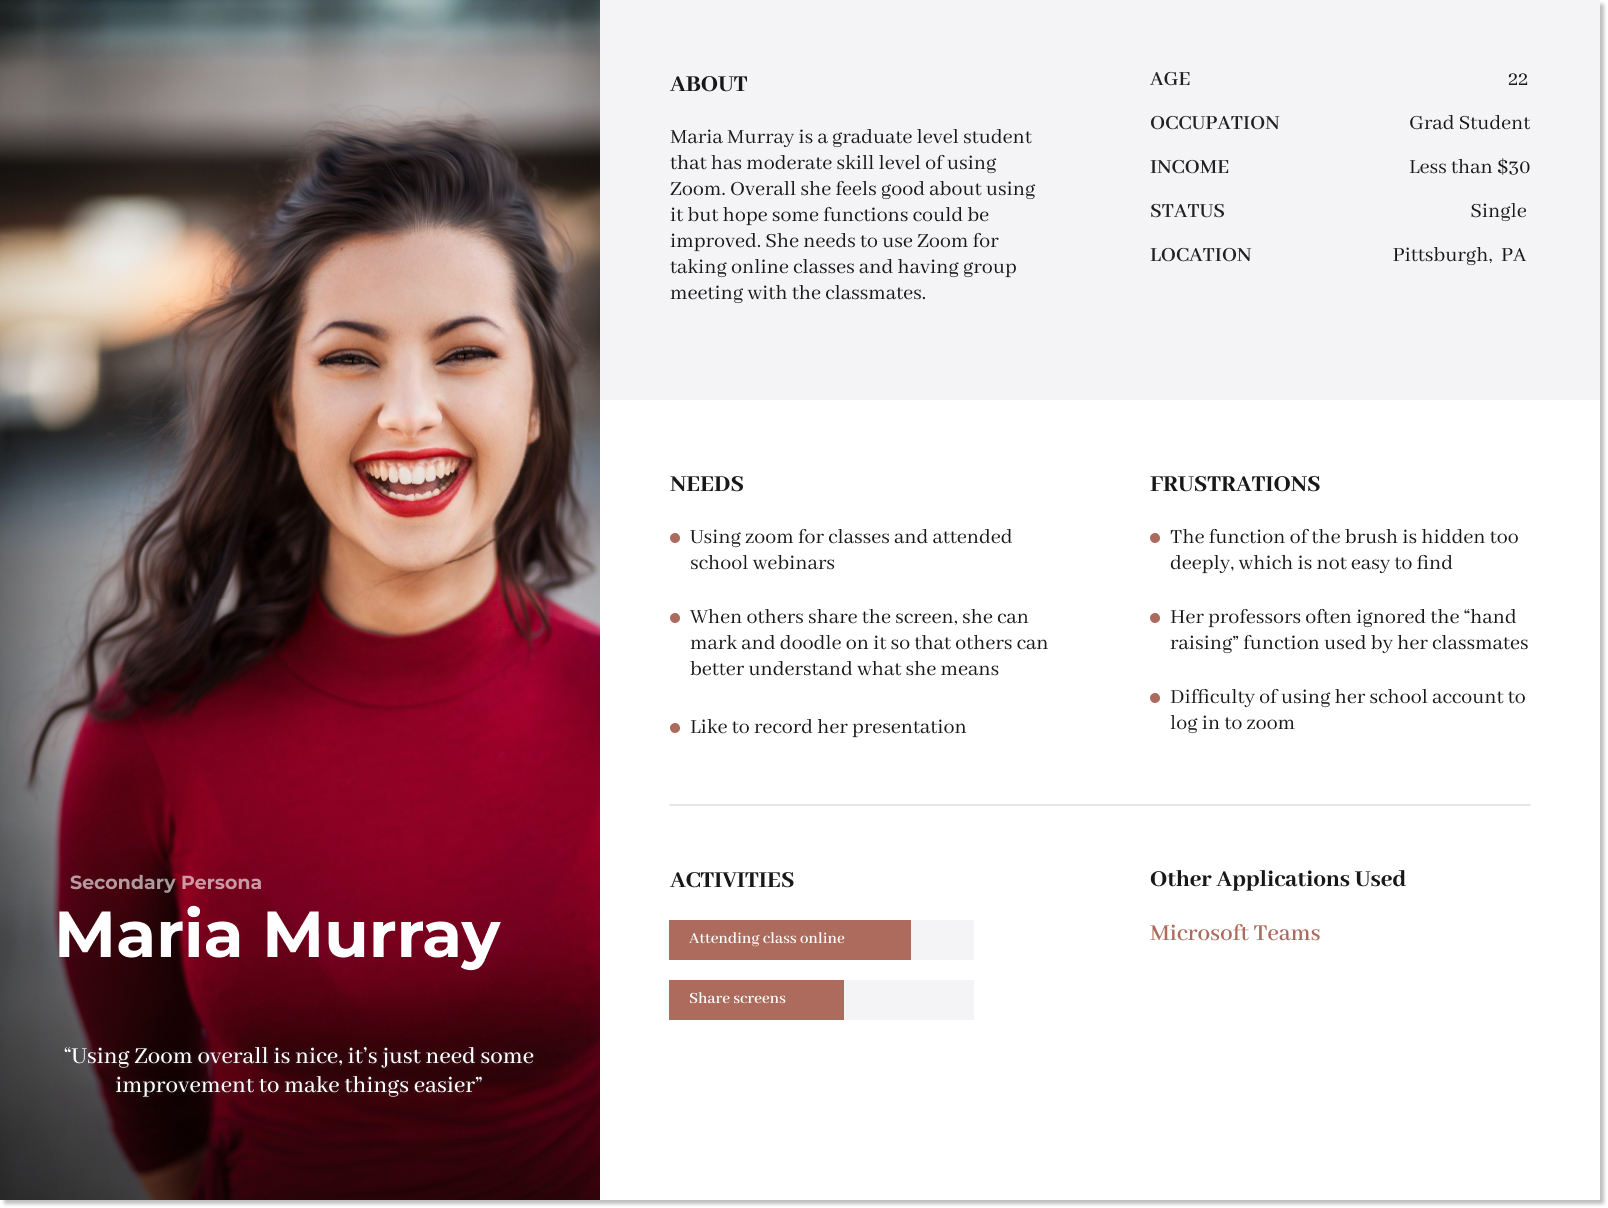 Secondary Persona
Maria Murray
“Using Zoom overall is nice, it’s just need some
improvement to make things easier”
ABOUT
Maria Murray is a graduate level student
that has moderate skill level of using
Zoom. Overall she feels good about using
it but hope some functions could be
improved. She needs to use Zoom for
taking online classes and having group
meeting with the classmates.
AGE 22
OCCUPATION Grad Student
INCOME Less than $30
STATUS Single
LOCATION Pittsburgh, PA
NEEDS
Using zoom for classes and attended
school webinars
When others share the screen, she can
mark and doodle on it so that others can
better understand what she means
Like to record her presentation
FRUSTRATIONS
The function of the brush is hidden too
deeply, which is not easy to find
Her professors often ignored the “hand
raising” function used by her classmates
Difficulty of using her school account to
log in to zoom
ACTIVITIES
Attending class online
Share screens
Other Applications Used
Microsoft Teams